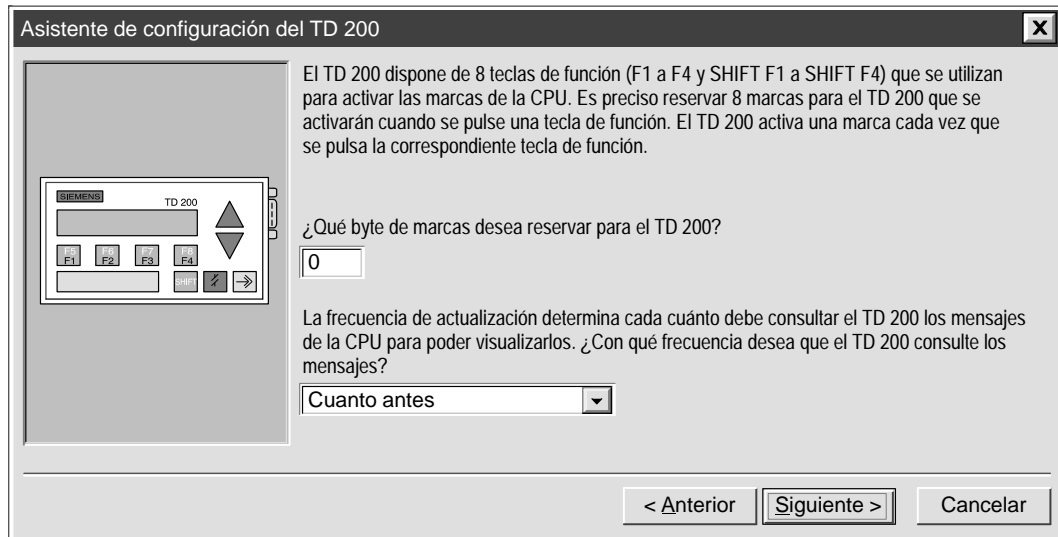 Asistente de configuración del TD 200
X
El TD 200 dispone de 8 teclas de función (F1 a F4 y SHIFT F1 a SHIFT F4) que se utilizan
para activar las marcas de la CPU. Es preciso reservar 8 marcas para el TD 200 que se
activarán cuando se pulse una tecla de función. El TD 200 activa una marca cada vez que
se pulsa la correspondiente tecla de función.
SIEMENS
TD 200
F5 F6 F7 F8
F1 F2 F3 F4
SHIFT
¿Qué byte de marcas desea reservar para el TD 200?
0
La frecuencia de actualización determina cada cuánto debe consultar el TD 200 los mensajes
de la CPU para poder visualizarlos. ¿Con qué frecuencia desea que el TD 200 consulte los
mensajes?
Cuanto antes
< Anterior
Siguiente >
Cancelar